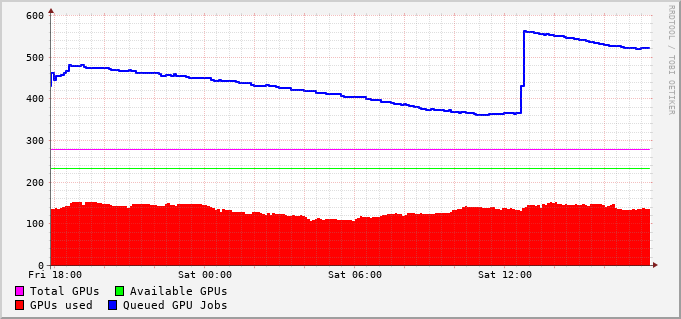 600
500
400
300
200
100
0
Fri 18:00 Sat 00:00 Sat 06:00 Sat 12:00
Total GPUs Available GPUs
GPUs used Queued GPU Jobs
RRDTOOL / TOBI OETIKER